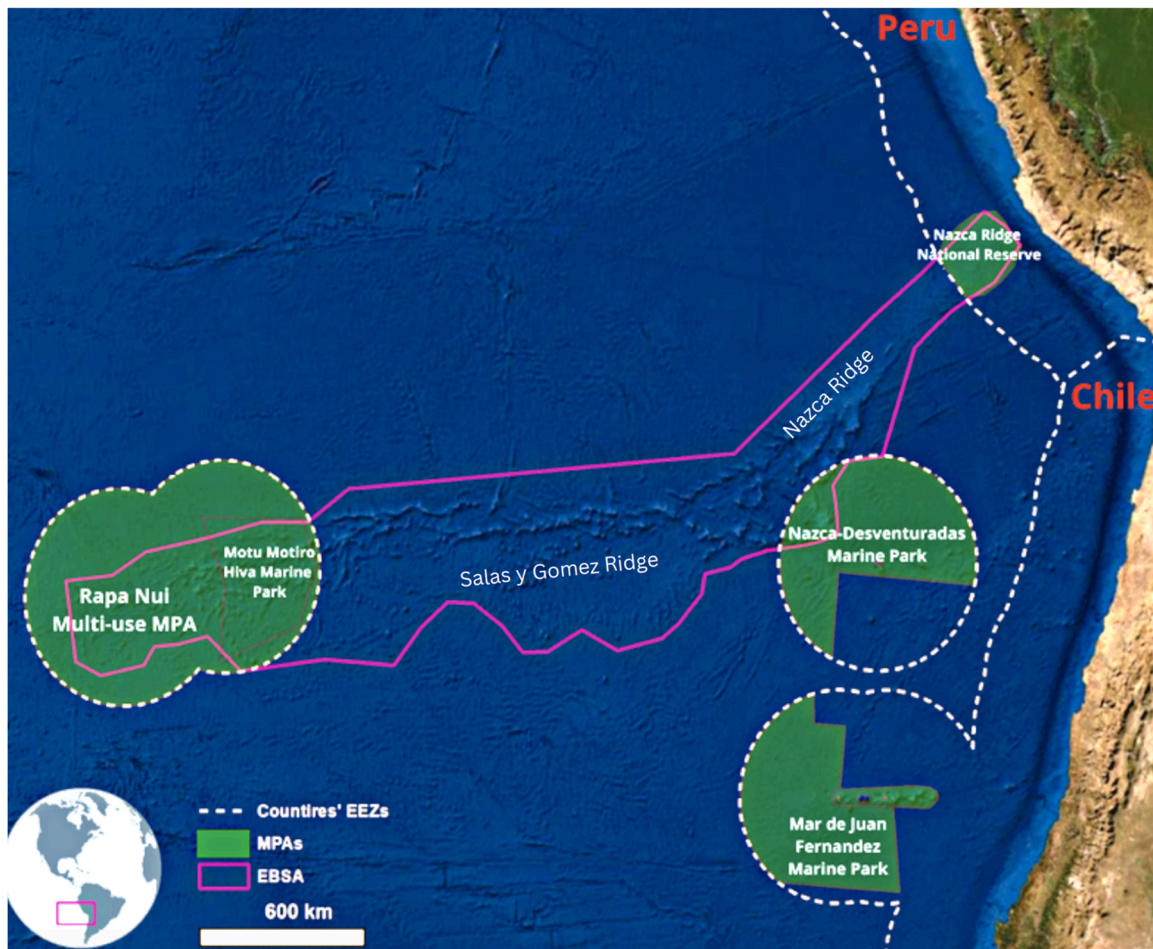 Peru
Nazca Ridge
National Reserve
Nazca Ridge
Chile
Nazca-Desventuradas
Marine Park
Motu Motiro
Hiva Marine
Park
Salas y Gomez Ridge
Rapa Nui
Multi-use MPA
Mar de Juan
Fernandez
Marine Park
Countires' EEZs
MPAs
EBSA
600 km